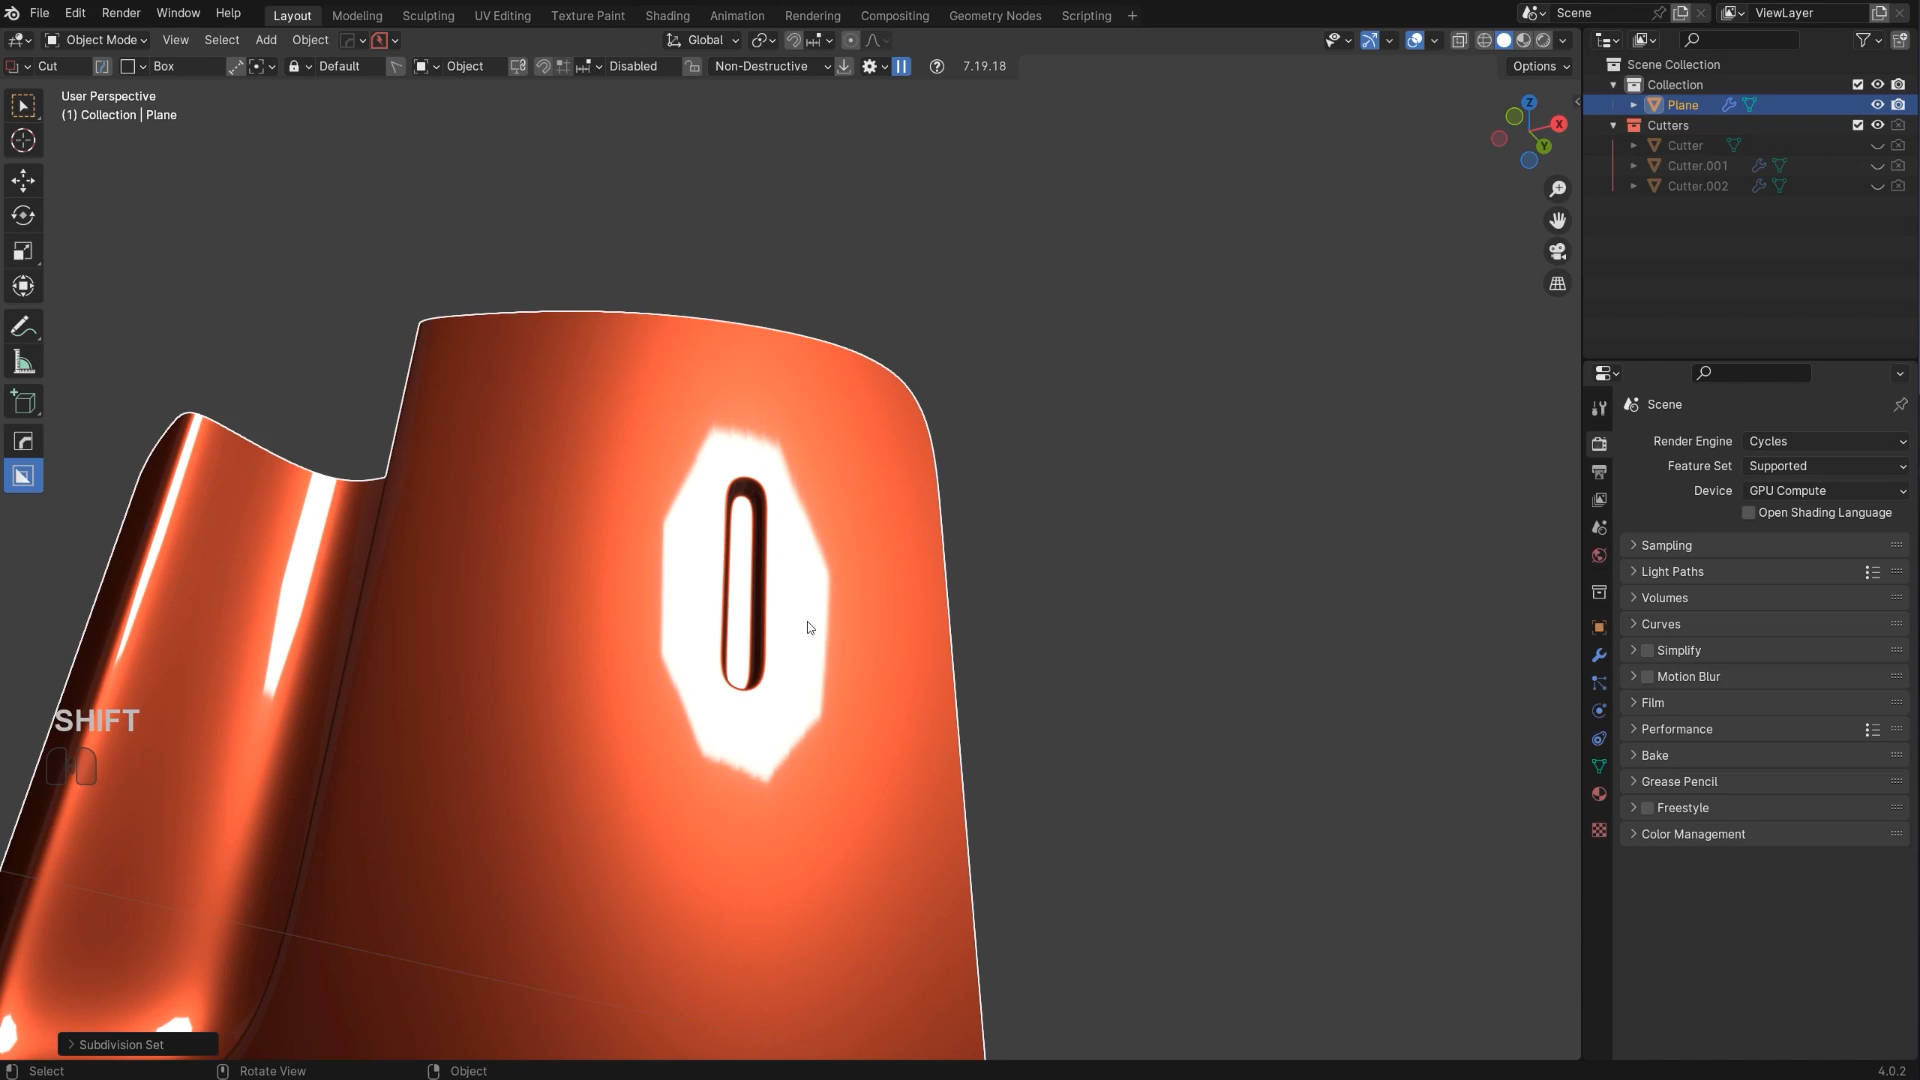 File Edit Render Window Help Layout Modeling Sculpting UV Editing Texture Paint Shading Animation Rendering Compositing Geometry Nodes Scripting + Scene ViewLayer
Object Mode View Select Add Object Global
Cut Box Default Object Disabled Non-Destructive 7.19.18 Options
User Perspective
(1) Collection | Plane
Z
X
Y
SHIFT
Subdivision Set
Scene Collection
Collection
Plane
Cutters
Cutter
Cutter.001
Cutter.002
Scene
Render Engine Cycles
Feature Set Supported
Device GPU Compute
Open Shading Language
Sampling
Light Paths
Volumes
Curves
Simplify
Motion Blur
Film
Performance
Bake
Grease Pencil
Freestyle
Color Management
Select Rotate View Object 4.0.2